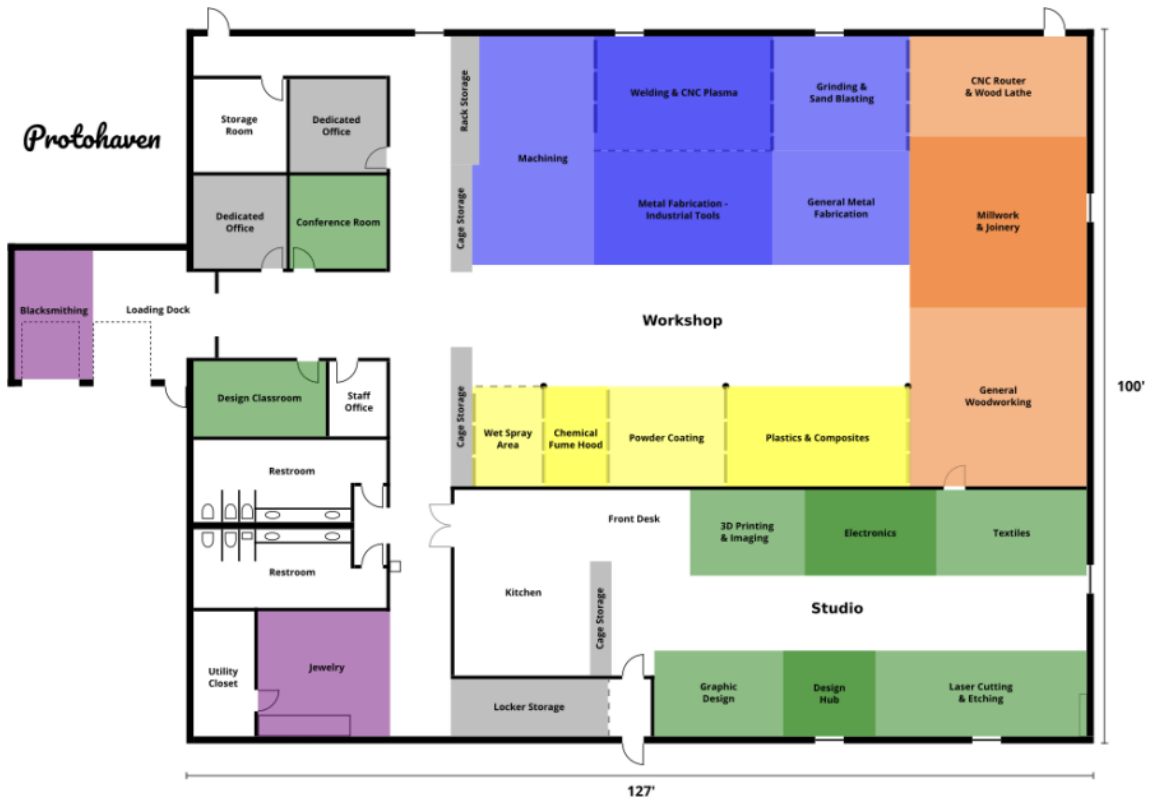 Protohaven
Storage
Room
Dedicated
Office
Dedicated
Office
Conference Room
Rack Storage
Cage Storage
Machining
Welding & CNC Plasma
Grinding &
Sand Blasting
Metal Fabrication -
Industrial Tools
General Metal
Fabrication
CNC Router
& Wood Lathe
Millwork
& Joinery
General
Woodworking
Blacksmithing
Loading Dock
Workshop
100'
Design Classroom
Staff
Office
Cage Storage
Wet Spray
Area
Chemical
Fume Hood
Powder Coating
Plastics & Composites
Restroom
Restroom
Front Desk
3D Printing
& Imaging
Electronics
Textiles
Kitchen
Cage Storage
Studio
Utility
Closet
Jewelry
Locker Storage
Graphic
Design
Design
Hub
Laser Cutting
& Etching
127'